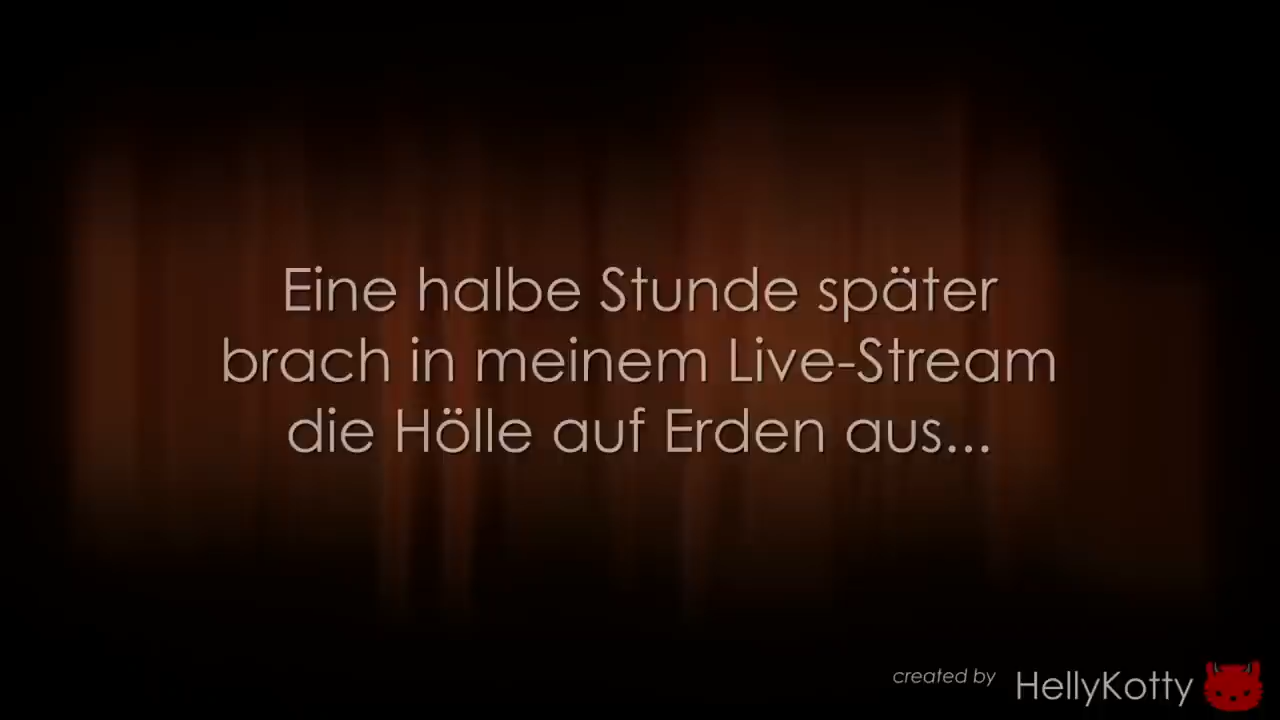 Eine halbe Stunde später
brach in meinem Live-Stream
die Hölle auf Erden aus...
created by HellyKotty